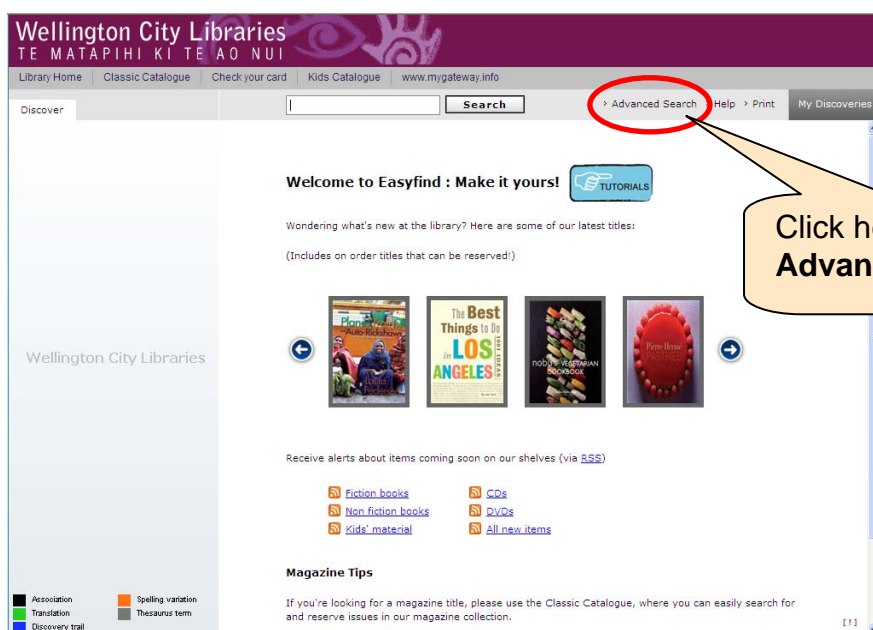 Wellington City Libraries
TE MATAPIHI KI TE AO NUI
Library Home Classic Catalogue Check your card Kids Catalogue www.mygateway.info
Discover
Search
› Advanced Search › Help › Print
My Discoveries
Welcome to Easyfind : Make it yours!
TUTORIALS
Wondering what's new at the library? Here are some of our latest titles:
(Includes on order titles that can be reserved!)
Click
Wellington City Libraries
The Best
Things to Do
in LOS
ANGELES
1001 IDEAS
VEGETARIAN
COOKBOOK
Pierre Hermé
PASTRIES
Receive alerts about items coming soon on our shelves (via RSS)
Fiction books
Non fiction books
Kids' material
CDs
DVDs
All new items
Magazine Tips
If you're looking for a magazine title, please use the Classic Catalogue, where you can easily search for
and reserve issues in our magazine collection.
Association
Translation
Discovery trail
Spelling variation
Thesaurus term
[!]